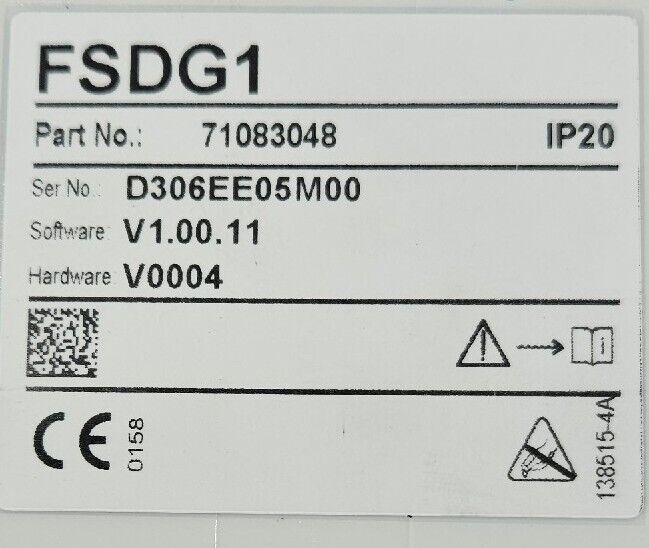 FSDG1
Part No.: 71083048 IP20
Ser No.: D306EE05M00
Software: V1.00.11
Hardware: V0004
i
CE 0158
138515-4A